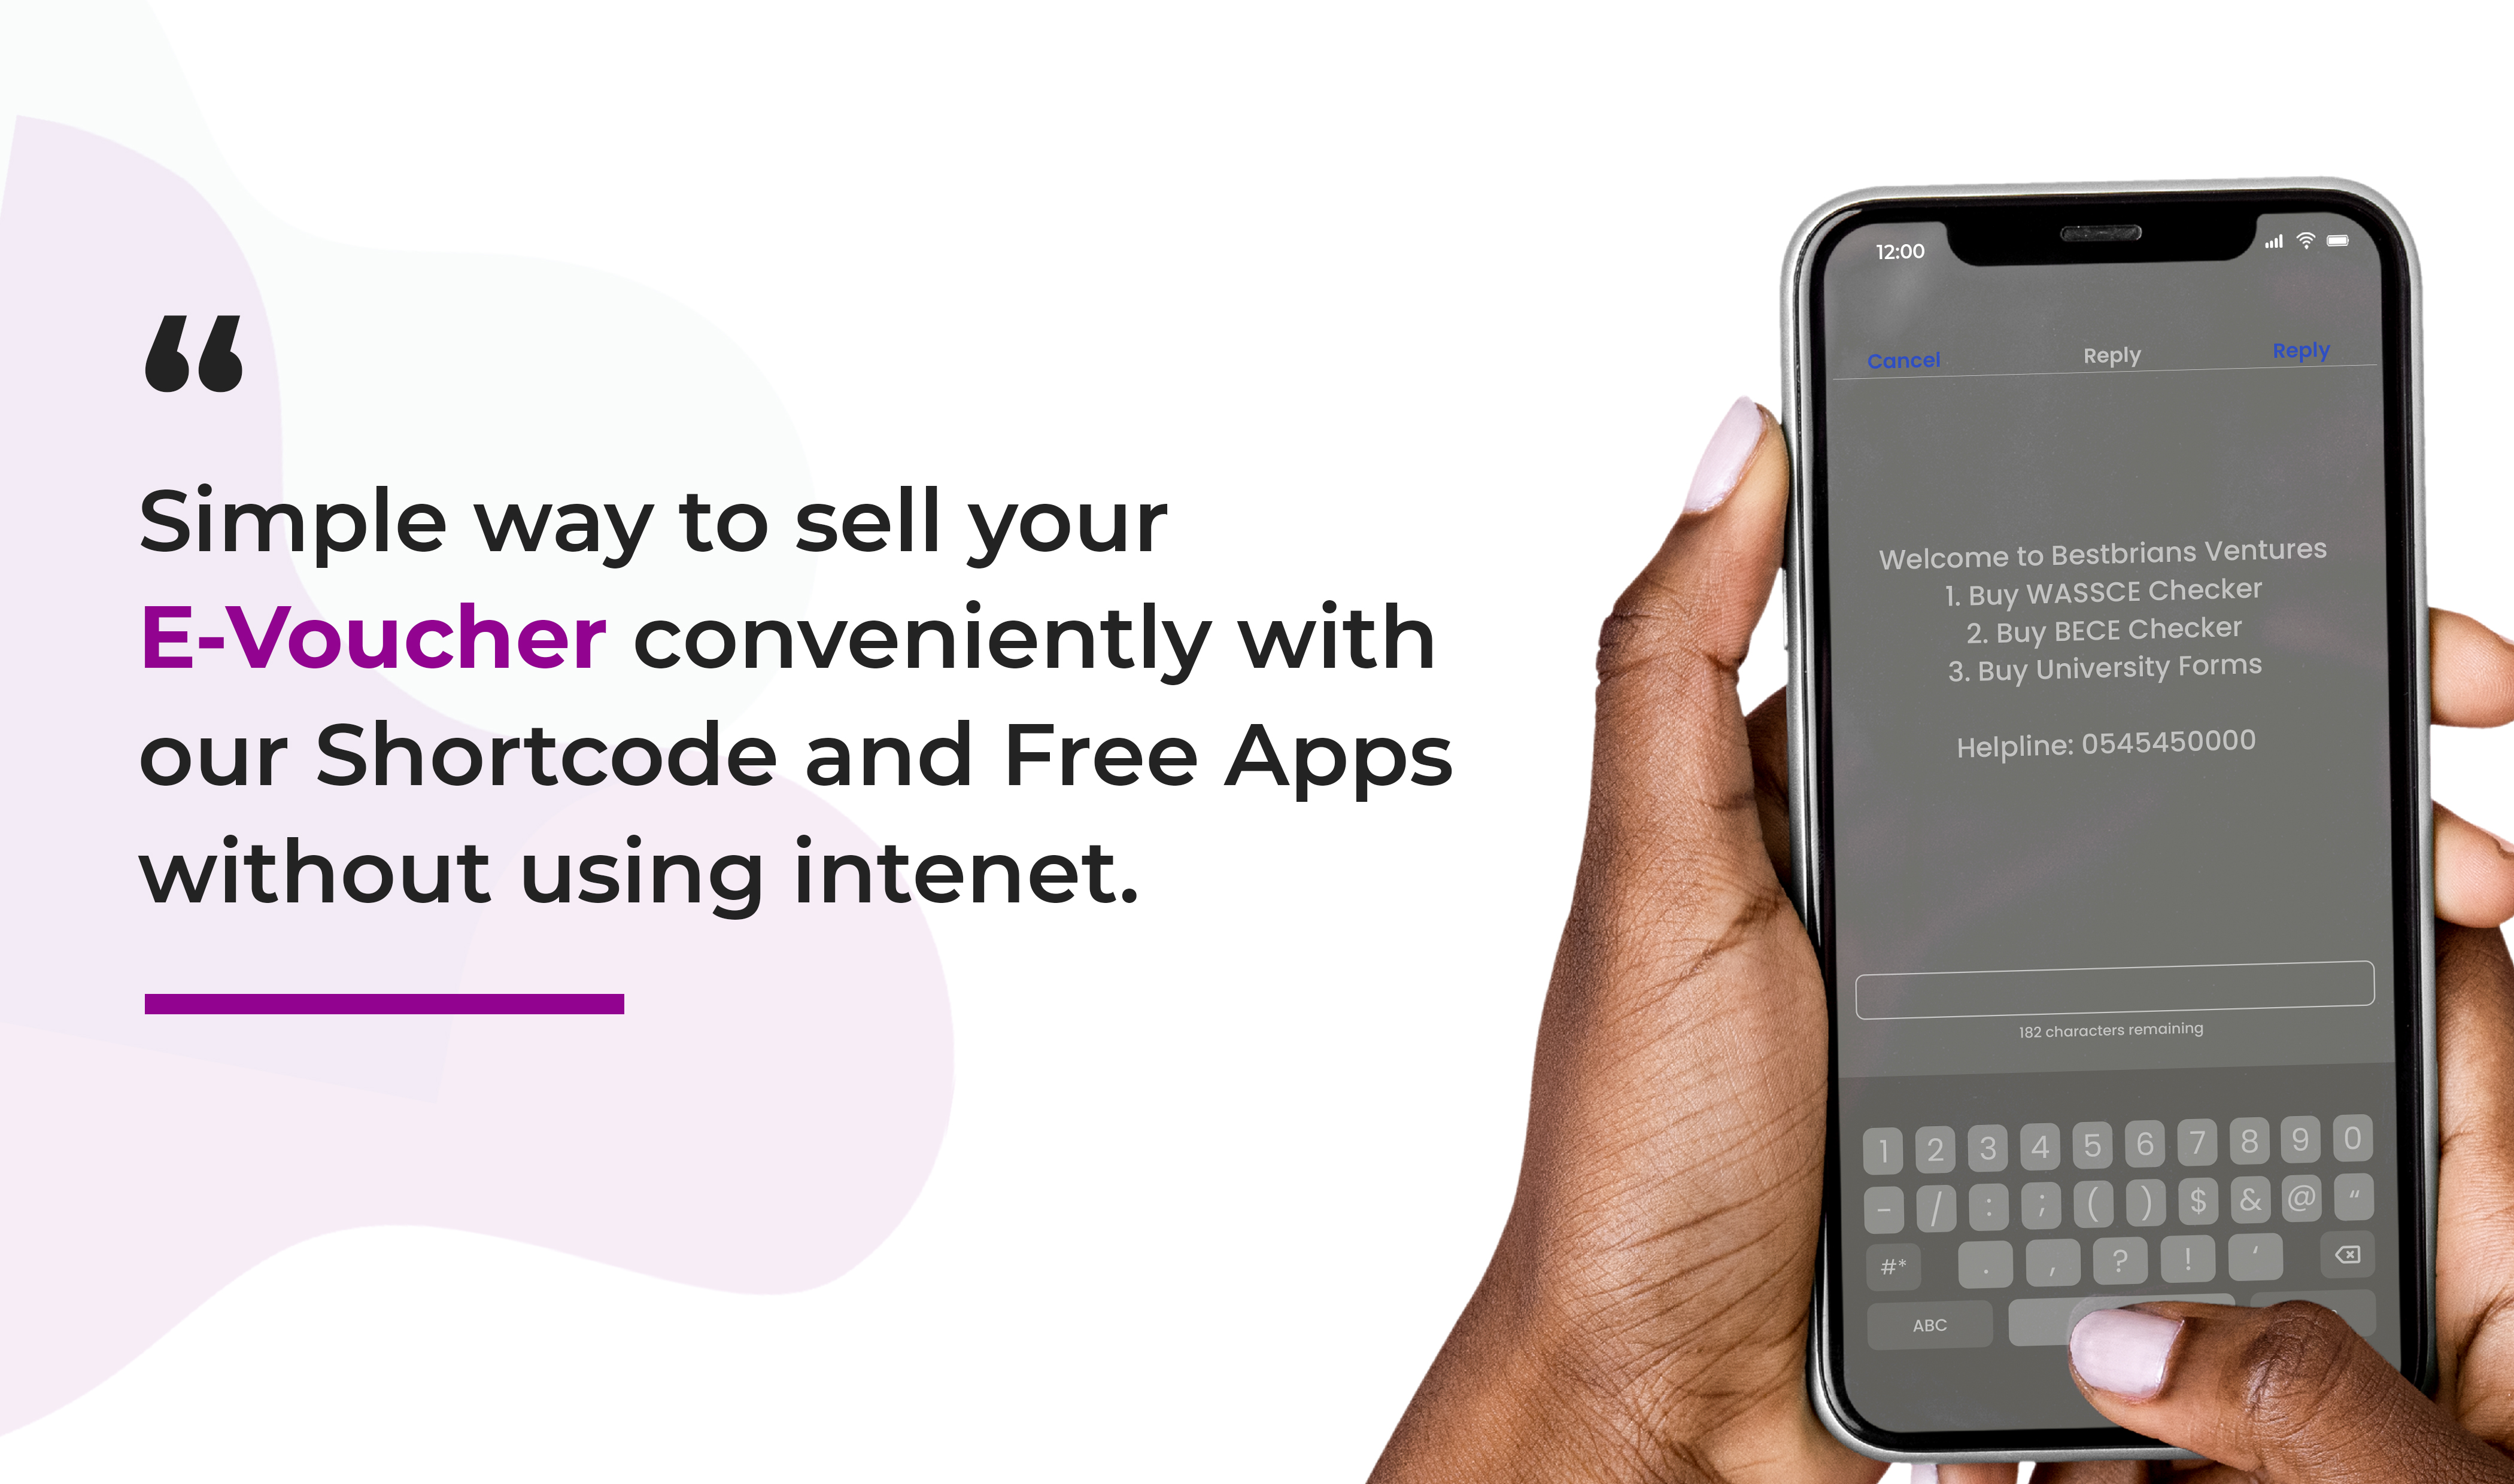 “
Simple way to sell your
E-Voucher conveniently with
our Shortcode and Free Apps
without using intenet.
12:00
Cancel Reply Reply
Welcome to Bestbrians Ventures
1. Buy WASSCE Checker
2. Buy BECE Checker
3. Buy University Forms
Helpline: 0545450000
182 characters remaining
1 2 3 4 5 6 7 8 9 0
- / : ; ( ) $ & @ “
#* . , ? ! ‘
ABC